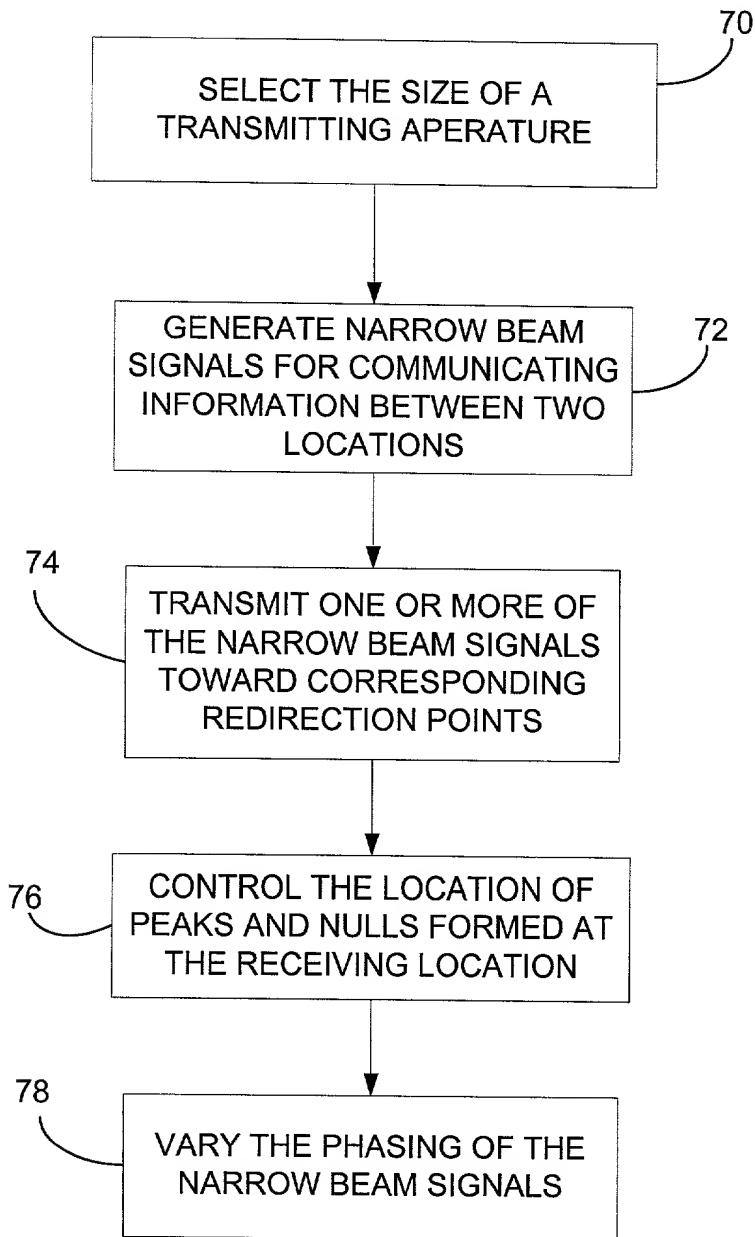 70
SELECT THE SIZE OF A
TRANSMITTING APERATURE
GENERATE NARROW BEAM
SIGNALS FOR COMMUNICATING
INFORMATION BETWEEN TWO
LOCATIONS
72
74
TRANSMIT ONE OR MORE OF
THE NARROW BEAM SIGNALS
TOWARD CORRESPONDING
REDIRECTION POINTS
76
CONTROL THE LOCATION OF
PEAKS AND NULLS FORMED AT
THE RECEIVING LOCATION
78
VARY THE PHASING OF THE
NARROW BEAM SIGNALS